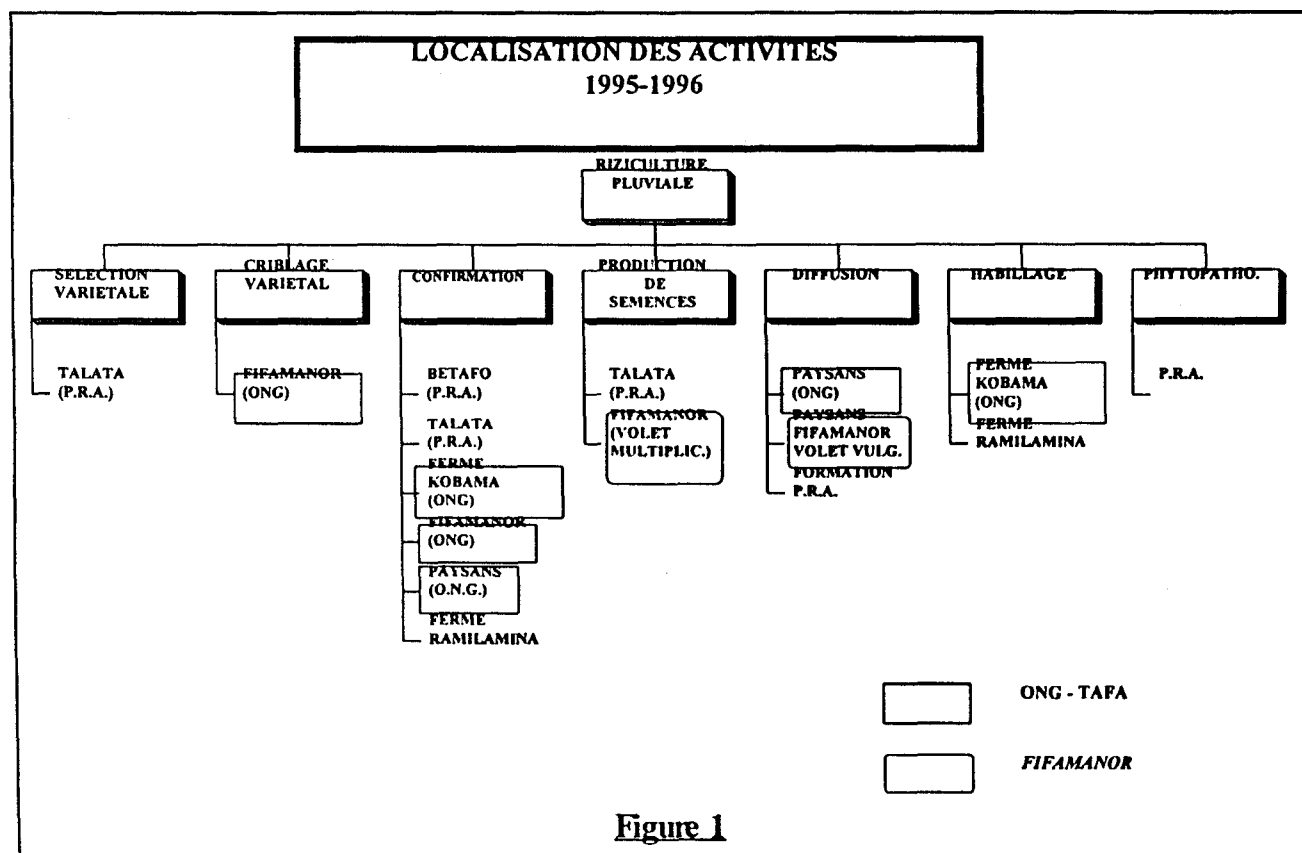 LOCALISATION DES ACTIVITES
1995-1996
RIZICULTURE
PLUVIALE
SELECTION
VARIETALE
TALATA
(P.R.A.)
CRIBLAGE
VARIETAL
FIFAMANOR
(ONG)
CONFIRMATION
BETAFO
(P.R.A.)
TALATA
(P.R.A.)
FERME
KOBAMA
(ONG)
FIFAMANOR
(ONG)
PAYSANS
(O.N.G.)
FERME
RAMILAMINA
PRODUCTION
DE
SEMENCES
TALATA
(P.R.A.)
FIFAMANOR
(VOLET
MULTIPLIC.)
DIFFUSION
PAYSANS
(ONG)
PAYSANS
FIFAMANOR
VOLET VULG.
FORMATION
P.R.A.
HABILLAGE
FERME
KOBAMA
(ONG)
FERME
RAMILAMINA
PHYTOPATHO.
P.R.A.
ONG - TAFA
FIFAMANOR
Figure 1